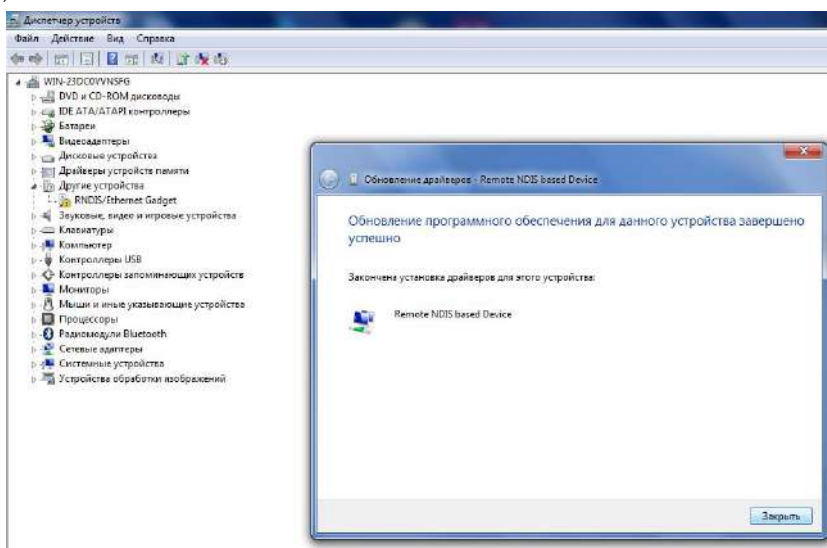 Диспетчер устройств
Файл Действие Вид Справка
WIN-23DC0VVNSFG
DVD и CD-ROM дисководы
IDE ATA/ATAPI контроллеры
Батареи
Видеоадаптеры
Дисковые устройства
Драйверы устройств памяти
Другие устройства
RNDIS/Ethernet Gadget
Звуковые, видео и игровые устройства
Клавиатуры
Компьютер
Контроллеры USB
Контроллеры запоминающих устройств
Мониторы
Мыши и иные указывающие устройства
Процессоры
Радиомодули Bluetooth
Сетевые адаптеры
Системные устройства
Устройства обработки изображений
Обновление драйверов - Remote NDIS based Device
Обновление программного обеспечения для данного устройства завершено
успешно
Закончена установка драйверов для этого устройства:
Remote NDIS based Device
Закрыть